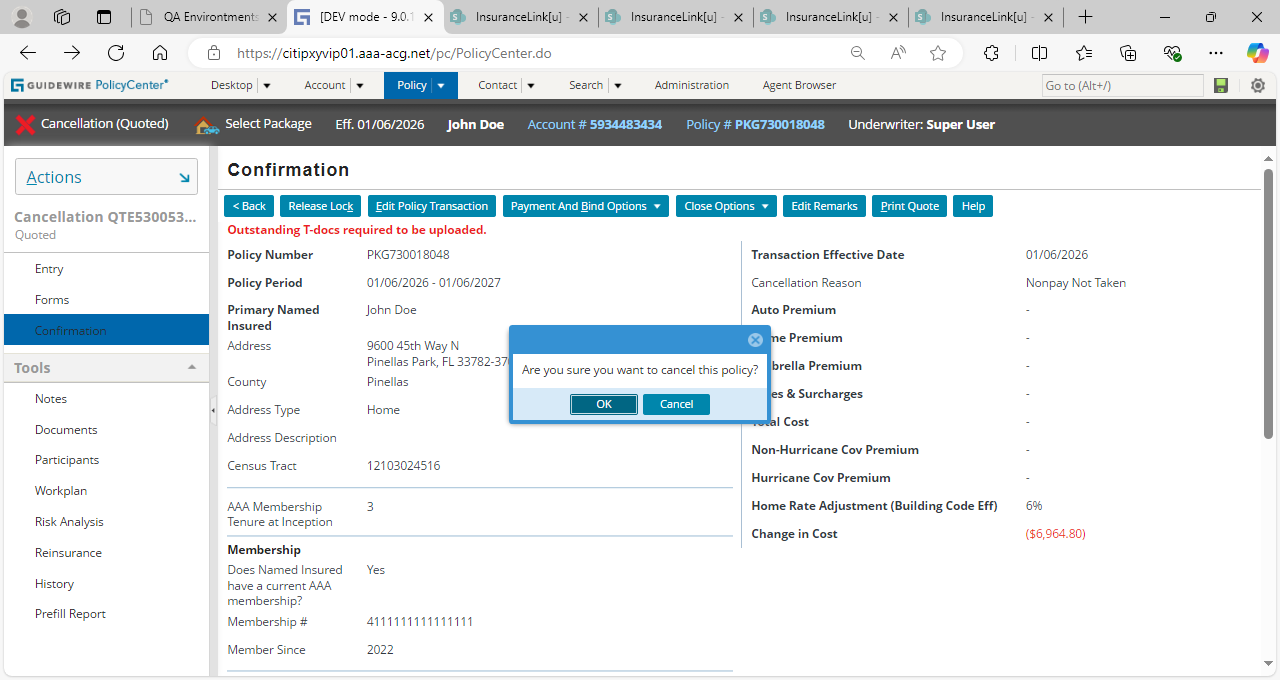 QA Environtments
[DEV mode - 9.0.1
InsuranceLink[u] -
InsuranceLink[u] -
InsuranceLink[u] -
InsuranceLink[u] -
https://citipxyvip01.aaa-acg.net/pc/PolicyCenter.do
GUIDEWIRE PolicyCenter®
Desktop
Account
Policy
Contact
Search
Administration
Agent Browser
Go to (Alt+/)
Cancellation (Quoted)
Select Package
Eff. 01/06/2026
John Doe
Account # 5934483434
Policy # PKG730018048
Underwriter: Super User
Actions
Cancellation QTE530053...
Quoted
Entry
Forms
Confirmation
Tools
Notes
Documents
Participants
Workplan
Risk Analysis
Reinsurance
History
Prefill Report
Confirmation
< Back
Release Lock
Edit Policy Transaction
Payment And Bind Options
Close Options
Edit Remarks
Print Quote
Help
Outstanding T-docs required to be uploaded.
Policy Number PKG730018048
Policy Period 01/06/2026 - 01/06/2027
Primary Named Insured John Doe
Address 9600 45th Way N
Pinellas Park, FL 33782-37
County Pinellas
Address Type Home
Address Description
Census Tract 12103024516
AAA Membership
Tenure at Inception 3
Membership
Does Named Insured
have a current AAA
membership? Yes
Membership # 4111111111111111
Member Since 2022
Transaction Effective Date 01/06/2026
Cancellation Reason Nonpay Not Taken
Auto Premium -
me Premium -
brella Premium -
es & Surcharges -
Total Cost -
Non-Hurricane Cov Premium -
Hurricane Cov Premium -
Home Rate Adjustment (Building Code Eff) 6%
Change in Cost ($6,964.80)
Are you sure you want to cancel this policy?
OK
Cancel